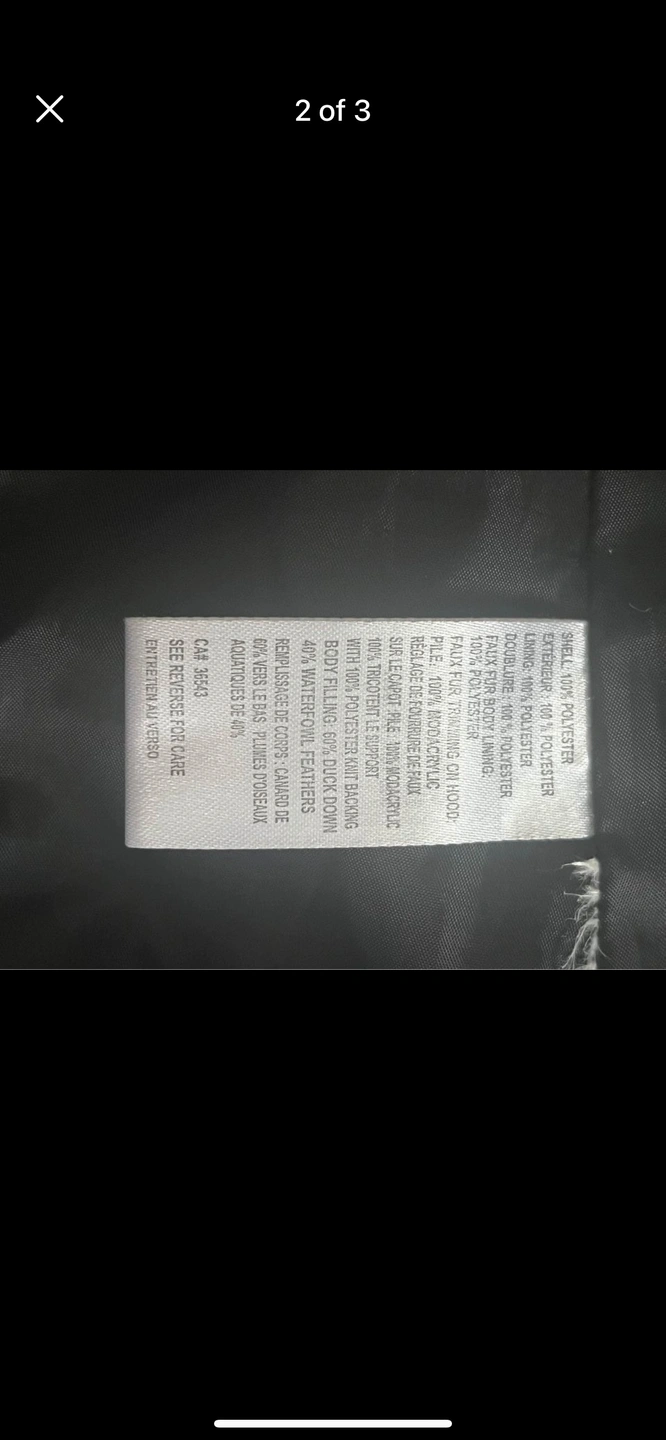 2 of 3
SHELL: 100% POLYESTER
EXTÉRIEUR : 100 % POLYESTER
LINING: 100% POLYESTER
DOUBLURE : 100 % POLYESTER
FAUX FUR BODY LINING:
100% POLYESTER
FAUX FUR TRIMMING ON HOOD:
PILE: 100% MODACRYLIC
RÉGLAGE DE FOURRURE DE FAUX
SUR LE CAPOT: PILE : 100% MODACRYLIC
100% TRICOTENT LE SUPPORT
WITH 100% POLYESTER KNIT BACKING
BODY FILLING: 60% DUCK DOWN
40% WATERFOWL FEATHERS
REMPLISSAGE DE CORPS : CANARD DE
60% VERS LE BAS : PLUMES D'OISEAUX
AQUATIQUES DE 40%
CA# 36543
SEE REVERSE FOR CARE
ENTRETIEN AU VERSO